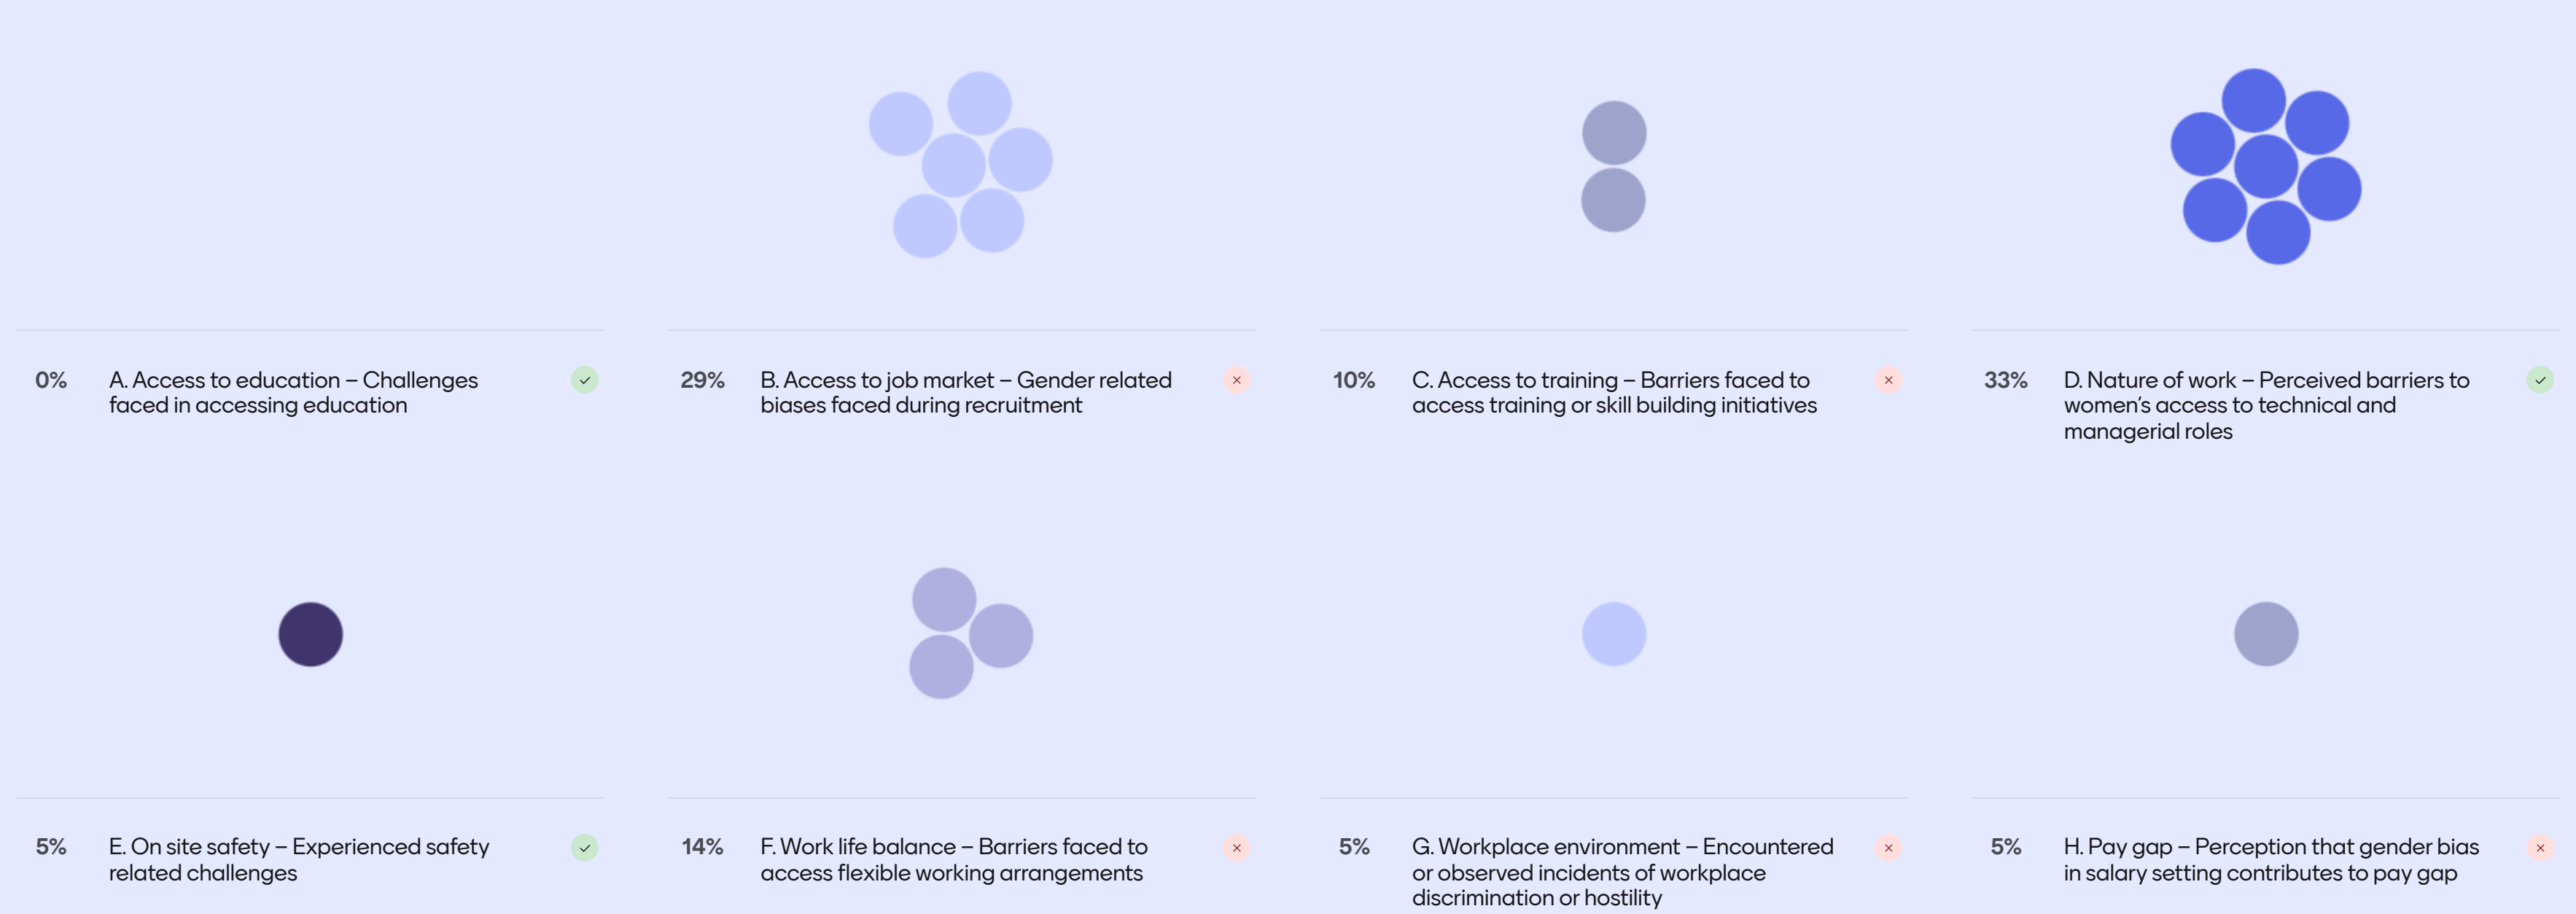 0%
A. Access to education – Challenges
faced in accessing education
29%
B. Access to job market – Gender related
biases faced during recruitment
10%
C. Access to training – Barriers faced to
access training or skill building initiatives
33%
D. Nature of work – Perceived barriers to
women's access to technical and
managerial roles
5%
E. On site safety – Experienced safety
related challenges
14%
F. Work life balance – Barriers faced to
access flexible working arrangements
5%
G. Workplace environment – Encountered
or observed incidents of workplace
discrimination or hostility
5%
H. Pay gap – Perception that gender bias
in salary setting contributes to pay gap